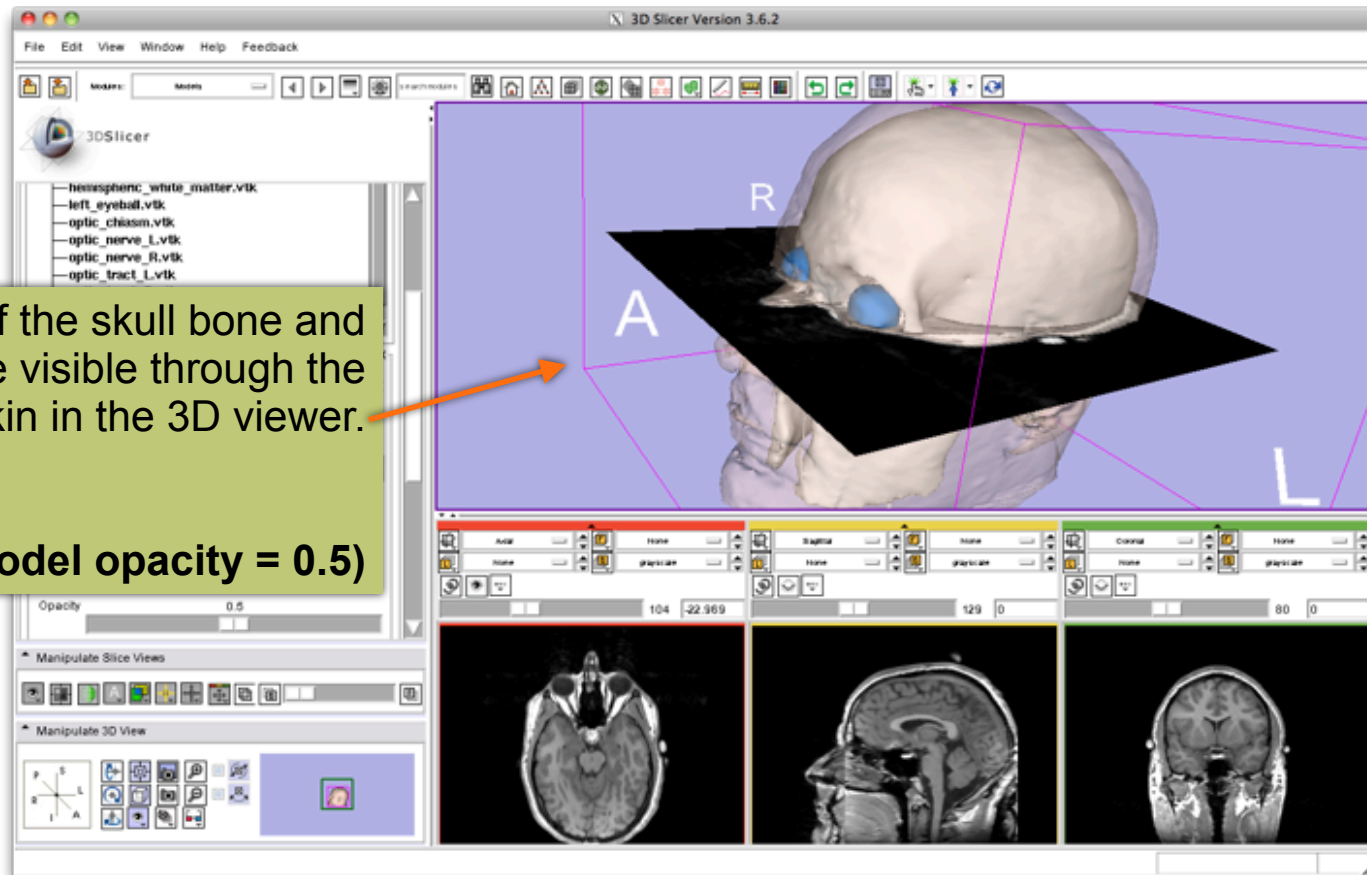 3D Slicer Version 3.6.2
File Edit View Window Help Feedback
Modules: Models search modules
3DSlicer
hemispheric_white_matter.vtk
left_eyeball.vtk
optic_chiasm.vtk
optic_nerve_L.vtk
optic_nerve_R.vtk
optic_tract_L.vtk
f the skull bone and
e visible through the
kin in the 3D viewer.
odel opacity = 0.5)
Opacity 0.5
Manipulate Slice Views
Manipulate 3D View
P S
R L
I A
R
A
L
Axial None
None grayscale
104 -22.969
Sagittal None
None grayscale
129 0
Coronal None
None grayscale
80 0